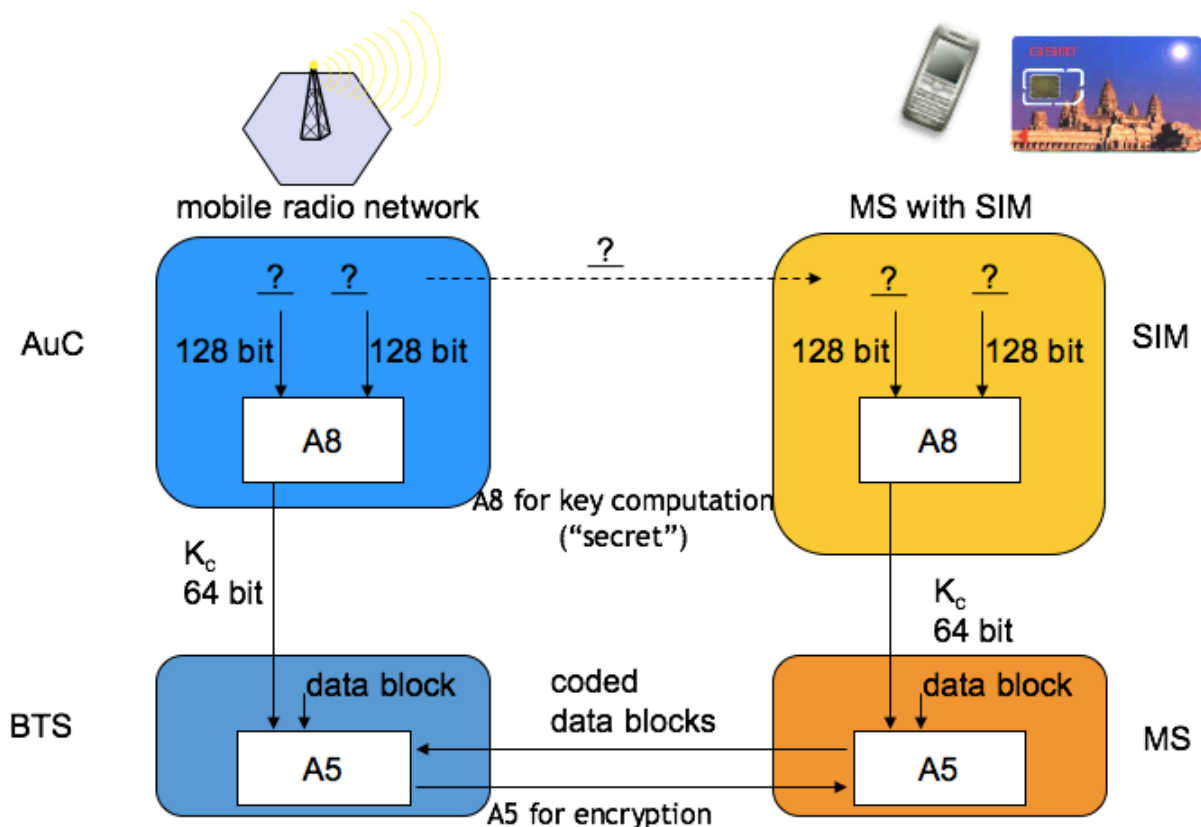 mobile radio network
MS with SIM
?
? ?
? ?
AuC
128 bit 128 bit
128 bit 128 bit
SIM
A8
A8
A8 for key computation
(“secret”)
Kc
64 bit
Kc
64 bit
data block
coded
data blocks
data block
BTS
MS
A5
A5
A5 for encryption